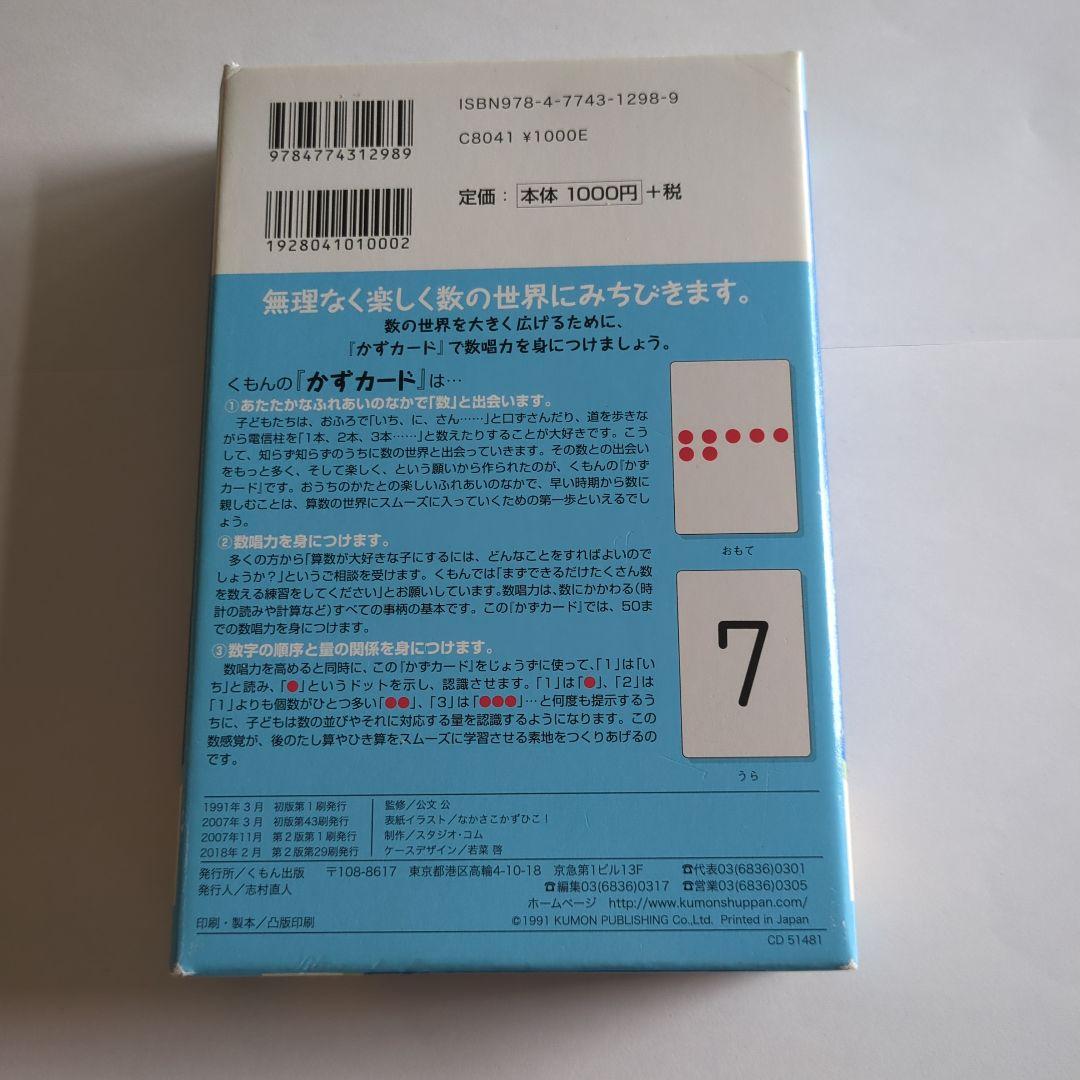 ISBN978-4-7743-1298-9
9784774312989
C8041 ¥1000E
1928041010002
定価： 本体 1000円 +税
無理なく楽しく数の世界にみちびきます。
数の世界を大きく広げるために、
『かずカード』で数唱力を身につけましょう。
くもんの『かずカード』は…
①あたたかなふれあいのなかで「数」と出会います。
子どもたちは、おふろで「いち、に、さん……」と口ずさんだり、道を歩きな
がら電信柱を「1本、2本、3本……」と数えたりすることが大好きです。こう
して、知らず知らずのうちに数の世界と出会っていきます。その数との出会い
をもっと多く、そして楽しく、という願いから作られたのが、くもんの『かず
カード』です。おうちのかたとの楽しいふれあいのなかで、早い時期から数に
親しむことは、算数の世界にスムーズに入っていくための第一歩といえるでし
ょう。
②数唱力を身につけます。
多くの方から「算数が大好きな子にするには、どんなことをすればよいので
しょうか？」というご相談を受けます。くもんでは「まずできるだけたくさん数
を数える練習をしてください」とお願いしています。数唱力は、数にかかわる（時
計の読みや計算など）すべての事柄の基本です。この『かずカード』では、50ま
での数唱力を身につけます。
③数字の順序と量の関係を身につけます。
数唱力を高めると同時に、この『かずカード』をじょうずに使って、「1」は「い
ち」と読み、「●」というドットを示し、認識させます。「1」は「●」、「2」は
「1」よりも個数がひとつ多い「●●」、「3」は「●●●」…と何度も提示するう
ちに、子どもは数の並びやそれに対応する量を認識するようになります。この
数感覚が、後のたし算やひき算をスムーズに学習させる素地をつくりあげるの
です。
おもて
7
うら
1991年3月 初版第1刷発行
2007年3月 初版第43刷発行
2007年11月 第2版第1刷発行
2018年2月 第2版第29刷発行
監修／公文 公
表紙イラスト／なかさこかずひこ！
制作／スタジオ・コム
ケースデザイン／若菜 啓
発行所／くもん出版 〒108-8617 東京都港区高輪4-10-18 京急第1ビル13F ☎代表03(6836)0301
発行人／志村直人 ☎編集03(6836)0317 ☎営業03(6836)0305
ホームページ http://www.kumonshuppan.com/
印刷・製本／凸版印刷 ©1991 KUMON PUBLISHING Co.,Ltd. Printed in Japan
CD 51481